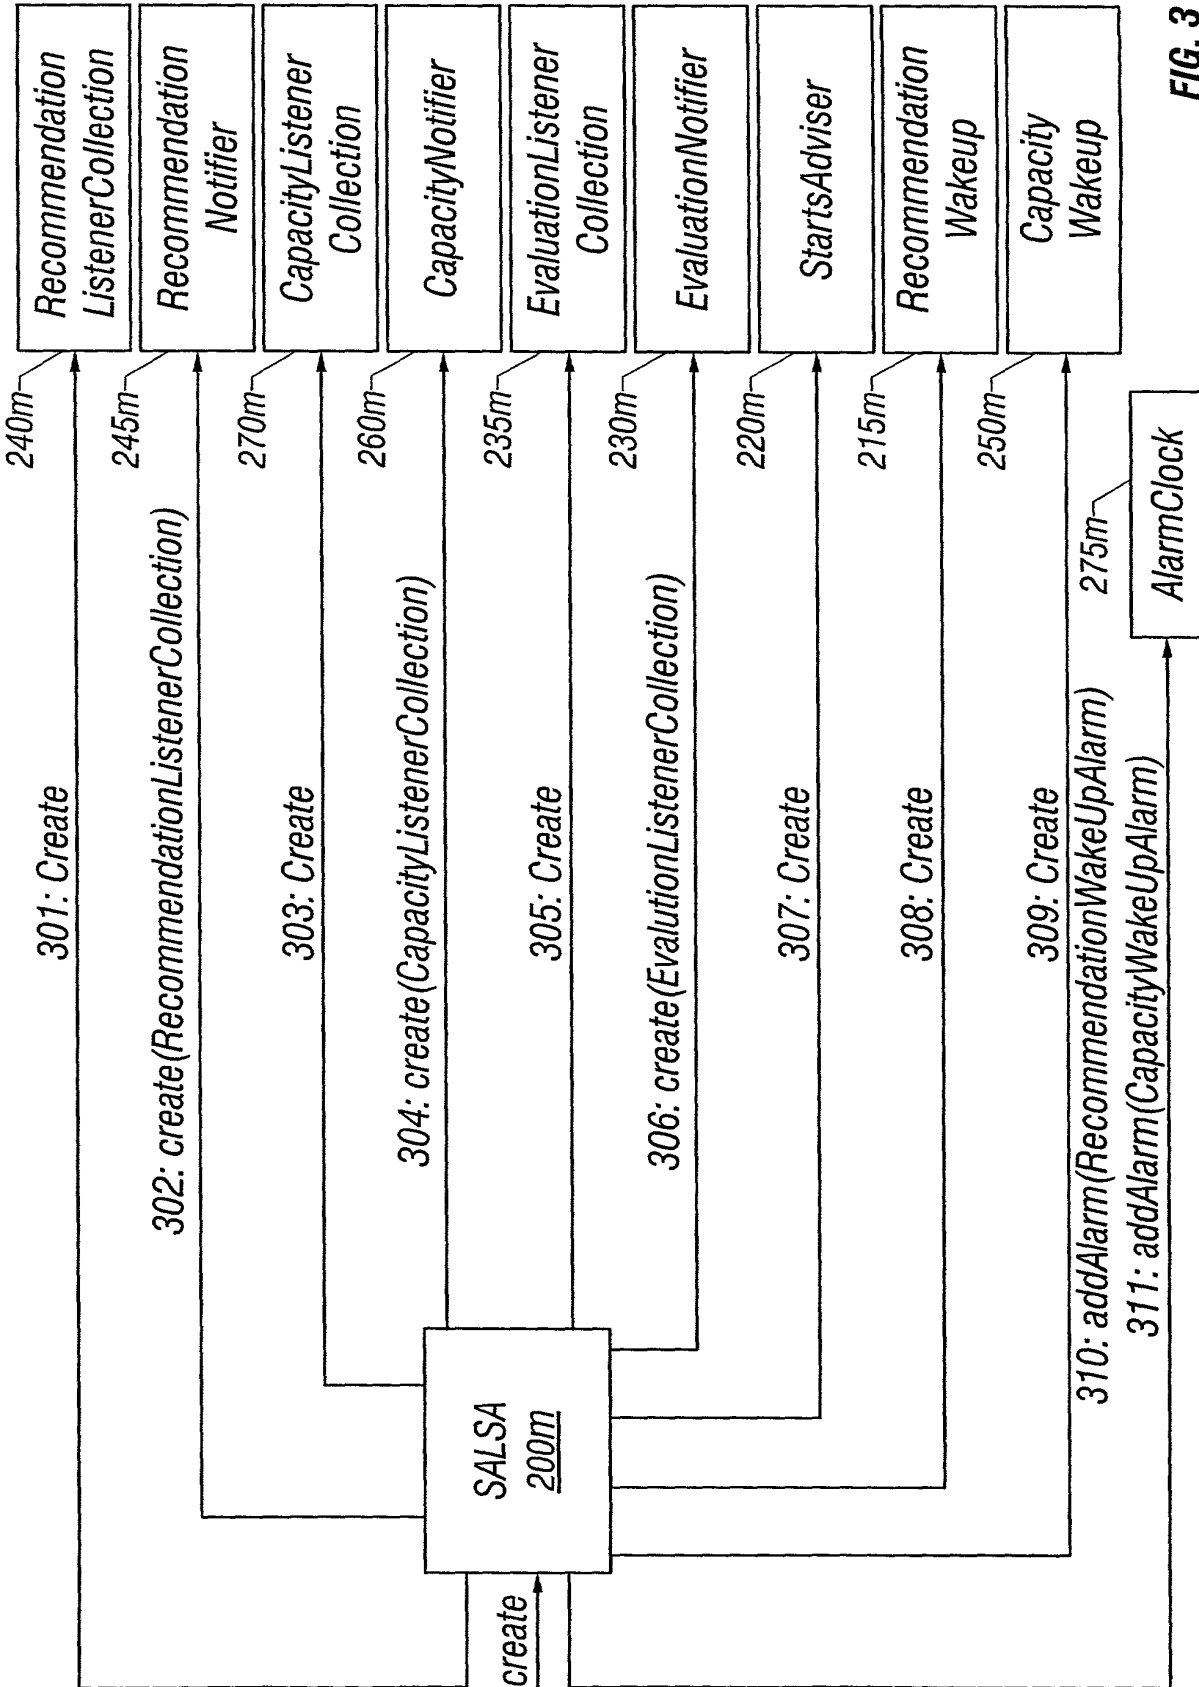 create
SALSA
200m
301: Create
240m
Recommendation
ListenerCollection
302: create(RecommendationListenerCollection)
245m
Recommendation
Notifier
303: Create
270m
CapacityListener
Collection
304: create(CapacityListenerCollection)
260m
CapacityNotifier
305: Create
235m
EvaluationListener
Collection
306: create(EvalutionListenerCollection)
230m
EvaluationNotifier
307: Create
220m
StartsAdviser
308: Create
215m
Recommendation
Wakeup
309: Create
250m
Capacity
Wakeup
310: addAlarm(RecommendationWakeUpAlarm)
311: addAlarm(CapacityWakeUpAlarm)
275m
AlarmClock
FIG. 3